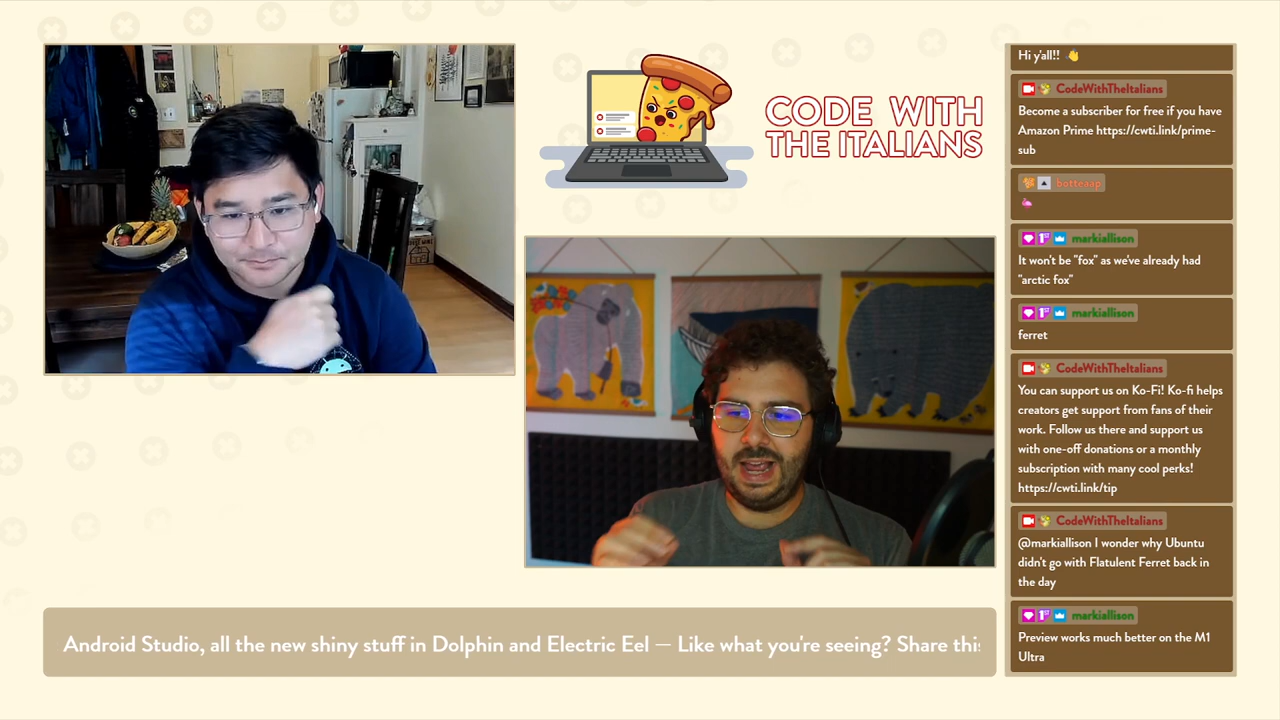 CODE WITH
THE ITALIANS
Hi y'all!! 👋
CodeWithTheItalians
Become a subscriber for free if you have
Amazon Prime https://cwti.link/prime-
sub
botteaap
markiallison
It won't be "fox" as we've already had
"arctic fox"
markiallison
ferret
CodeWithTheItalians
You can support us on Ko-Fi! Ko-fi helps
creators get support from fans of their
work. Follow us there and support us
with one-off donations or a monthly
subscription with many cool perks!
https://cwti.link/tip
CodeWithTheItalians
@markiallison I wonder why Ubuntu
didn't go with Flatulent Ferret back in
the day
markiallison
Preview works much better on the M1
Ultra
Android Studio, all the new shiny stuff in Dolphin and Electric Eel — Like what you're seeing? Share this